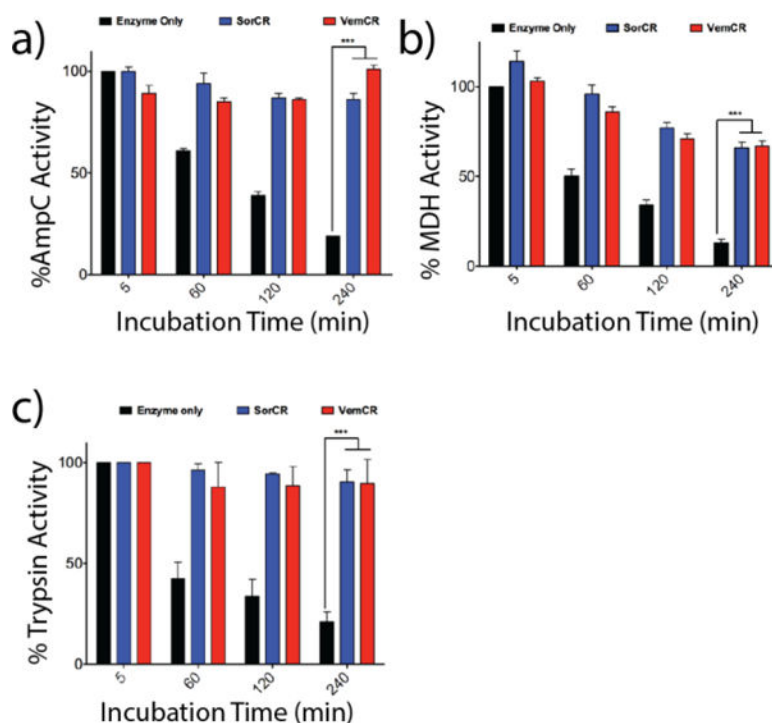 a)
Enzyme Only SorCR VemCR
***
100
50
0
%AmpC Activity
5 60 120 240
Incubation Time (min)
b)
Enzyme Only SorCR VemCR
***
100
50
0
% MDH Activity
5 60 120 240
Incubation Time (min)
c)
Enzyme only SorCR VemCR
***
100
50
0
% Trypsin Activity
5 60 120 240
Incubation Time (min)